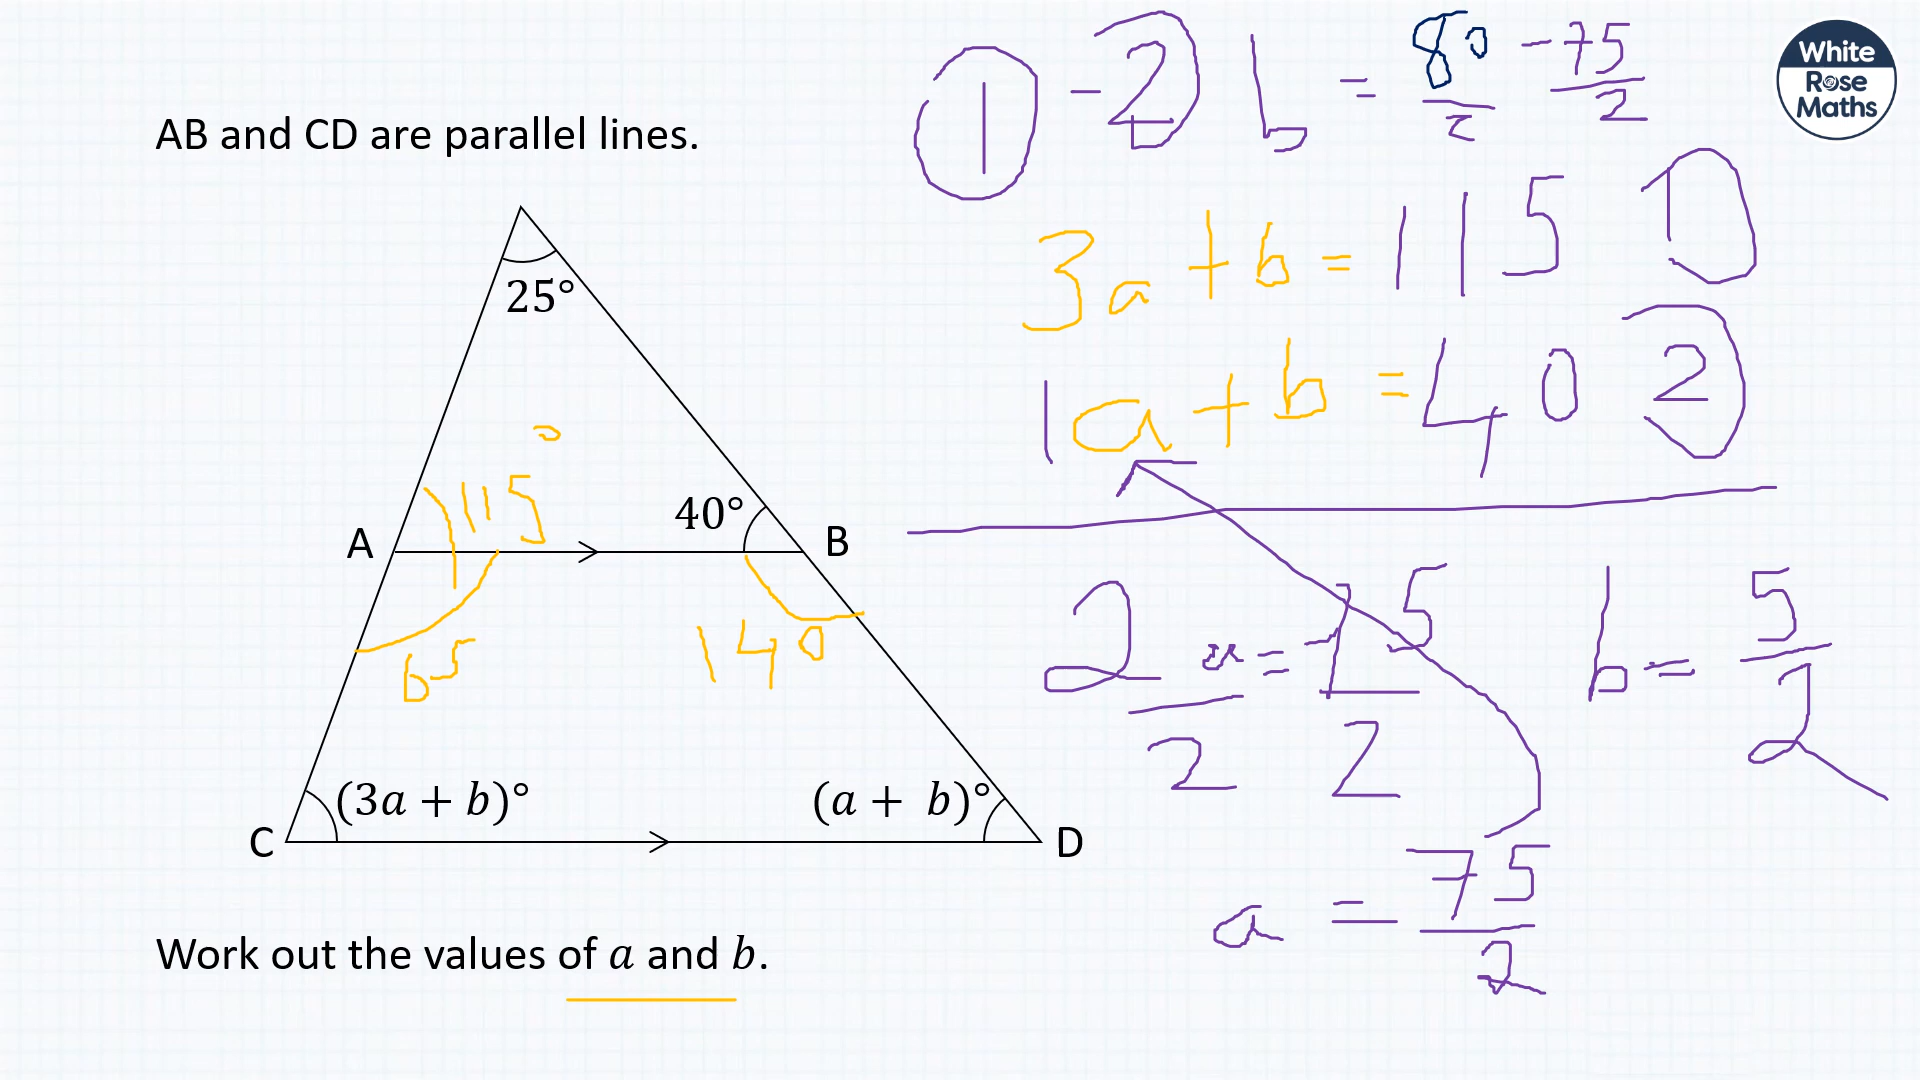 White
Rose
Maths
AB and CD are parallel lines.
25°
40°
A
B
115°
65
140
(3a + b)°
(a + b)°
C
D
Work out the values of a and b.
① - ② b = 80/2 - 75/2
3a + b = 115 ①
1a + b = 40 ②
2a = 75
2 2
b = 5/2
a = 75/2